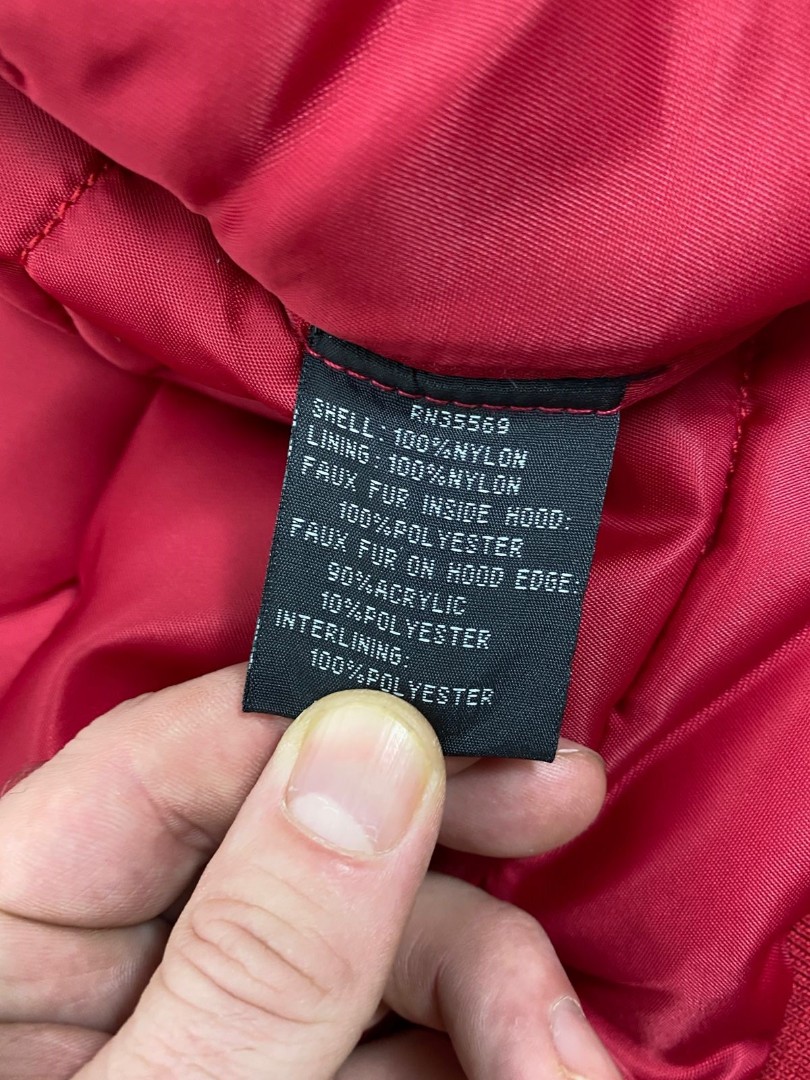 RN35569
SHELL: 100%NYLON
LINING: 100%NYLON
FAUX FUR INSIDE HOOD:
100%POLYESTER
FAUX FUR ON HOOD EDGE:
90%ACRYLIC
10%POLYESTER
INTERLINING:
100%POLYESTER